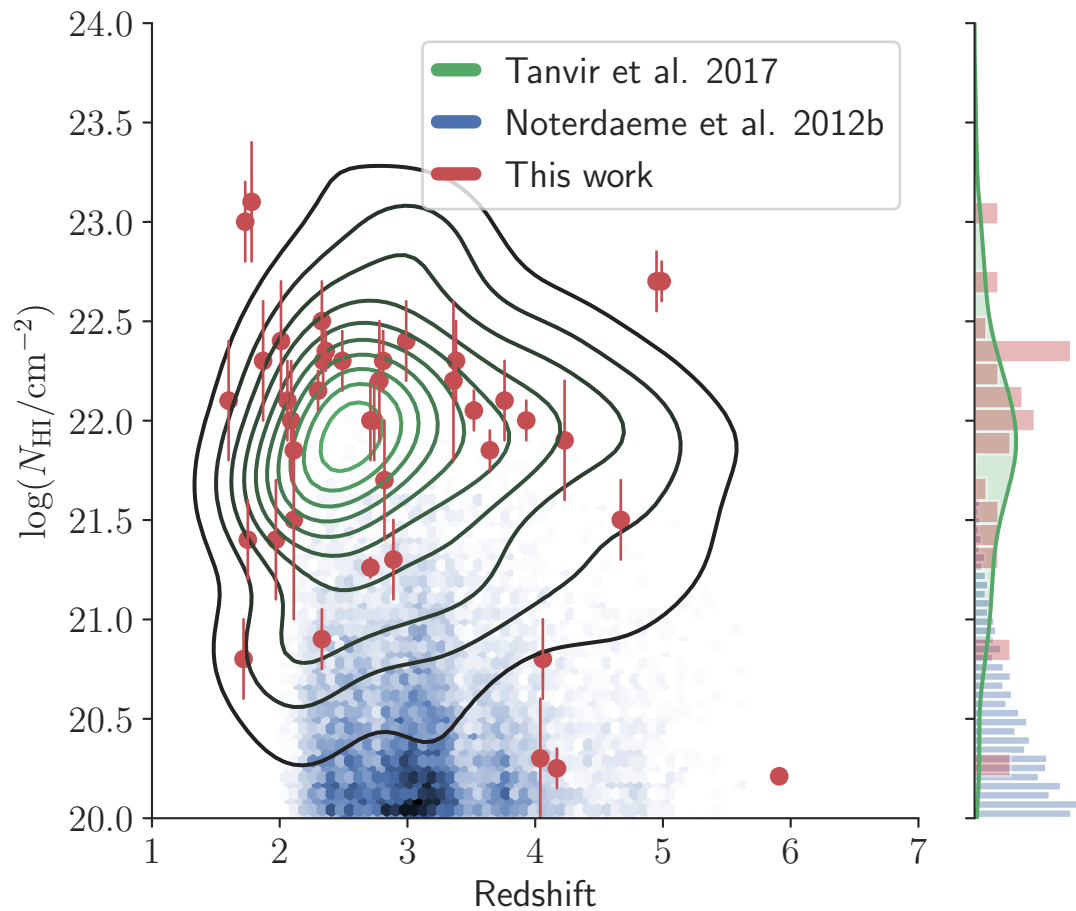 24.0
23.5
23.0
22.5
22.0
21.5
21.0
20.5
20.0
log(N_HI/cm⁻²)
Tanvir et al. 2017
Noterdaeme et al. 2012b
This work
1 2 3 4 5 6 7
Redshift